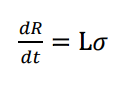 dR/dt = Lσ